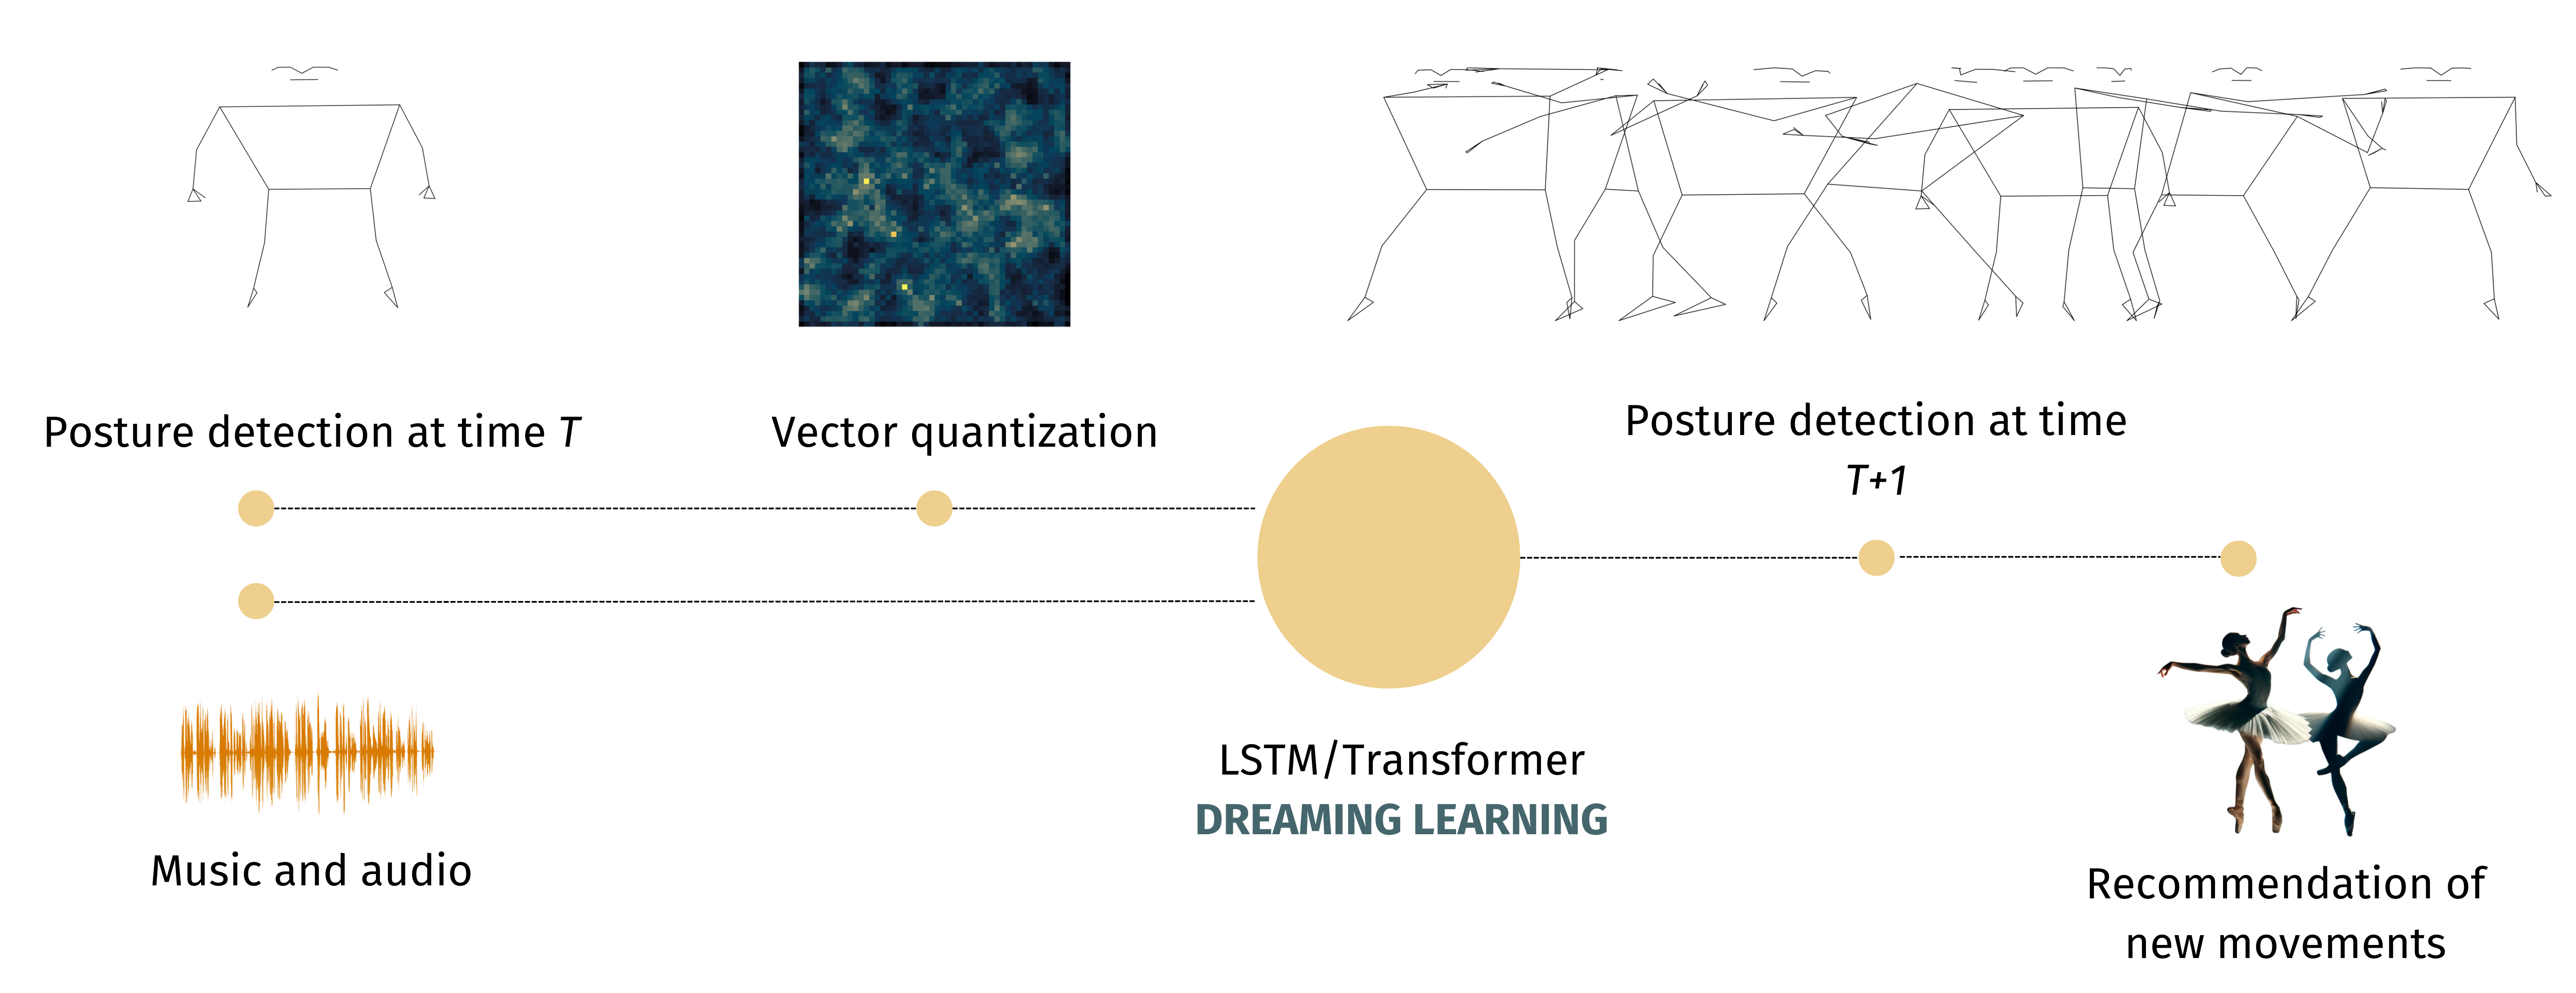 Posture detection at time T
Vector quantization
Posture detection at time
T+1
LSTM/Transformer
DREAMING LEARNING
Music and audio
Recommendation of
new movements